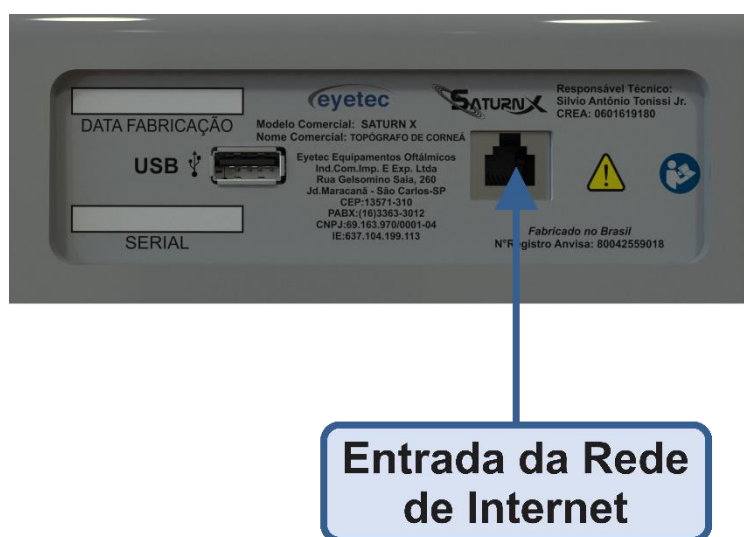 DATA FABRICAÇÃO
USB
SERIAL
eyetec
SATURN X
Modelo Comercial: SATURN X
Nome Comercial: TOPÓGRAFO DE CORNEÁ
Eyetec Equipamentos Oftálmicos
Ind.Com.Imp. E Exp. Ltda
Rua Gelsomino Saia, 260
Jd.Maracanã - São Carlos-SP
CEP:13571-310
PABX:(16)3363-3012
CNPJ:69.163.970/0001-04
IE:637.104.199.113
Responsável Técnico:
Silvio Antônio Tonissi Jr.
CREA: 0601619180
Fabricado no Brasil
N°Registro Anvisa: 80042559018
Entrada da Rede
de Internet